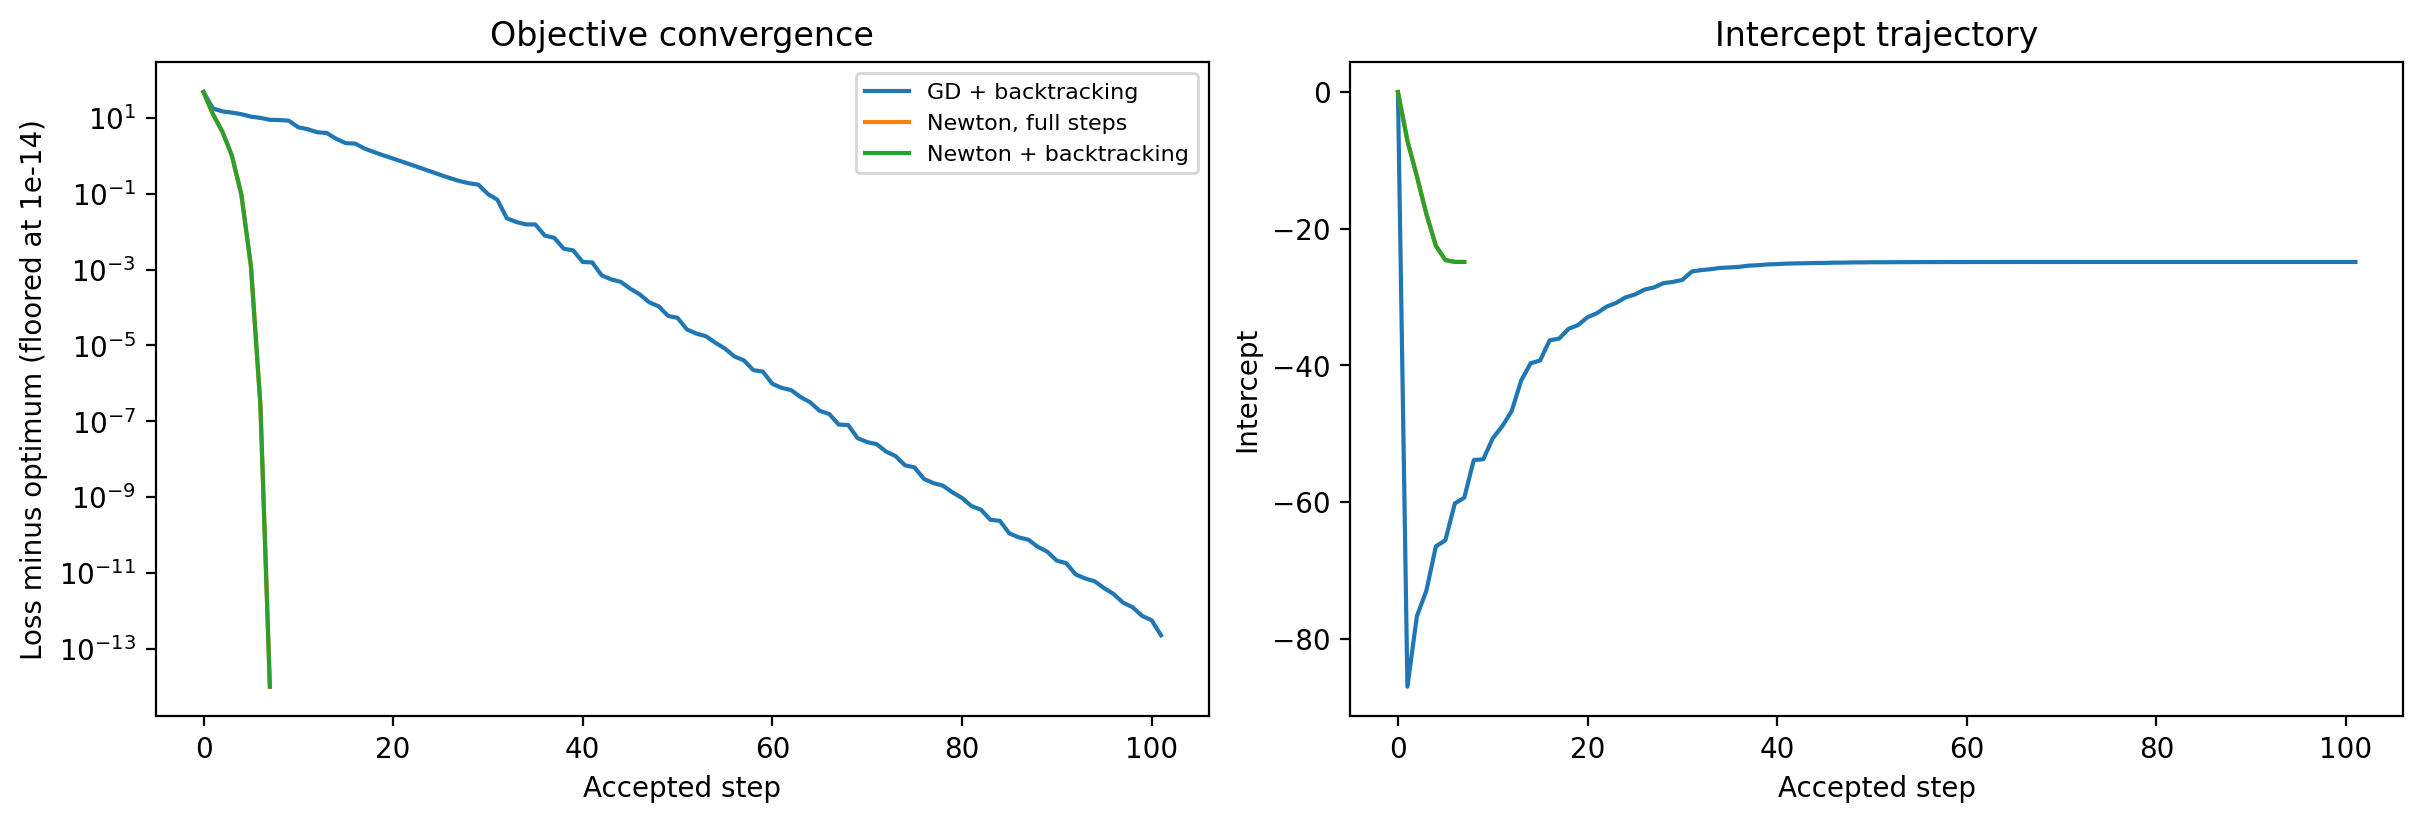 Objective convergence
Loss minus optimum (floored at 1e-14)
10¹
10⁻¹
10⁻³
10⁻⁵
10⁻⁷
10⁻⁹
10⁻¹¹
10⁻¹³
GD + backtracking
Newton, full steps
Newton + backtracking
0 20 40 60 80 100
Accepted step
Intercept trajectory
Intercept
0
−20
−40
−60
−80
0 20 40 60 80 100
Accepted step